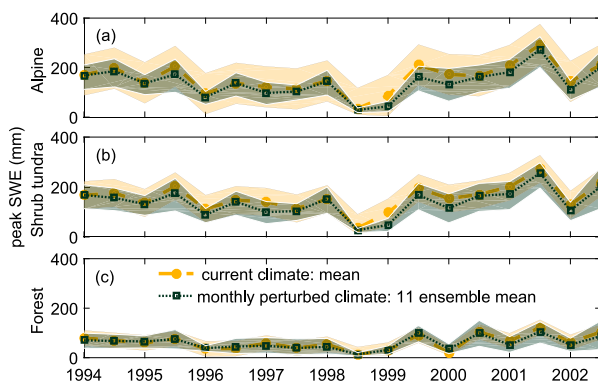 400
(a)
200
0
Alpine
400
(b)
200
0
peak SWE (mm)
Shrub tundra
400
(c)
current climate: mean
200
monthly perturbed climate: 11 ensemble mean
0
Forest
1994 1995 1996 1997 1998 1999 2000 2001 2002